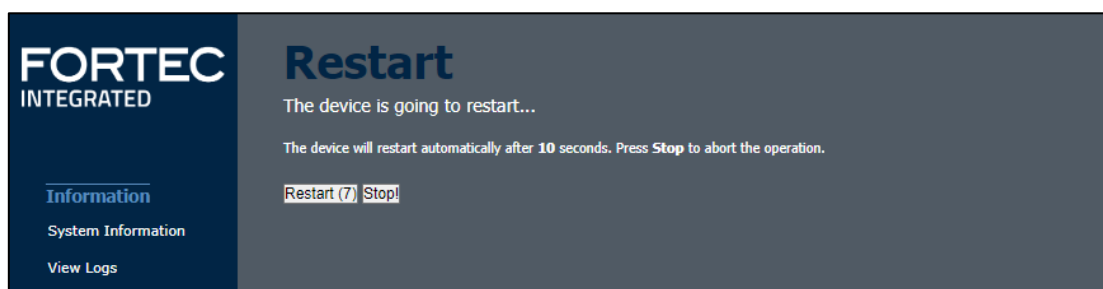 FORTEC
INTEGRATED
Information
System Information
View Logs
Restart
The device is going to restart...
The device will restart automatically after 10 seconds. Press Stop to abort the operation.
Restart (7) Stop!